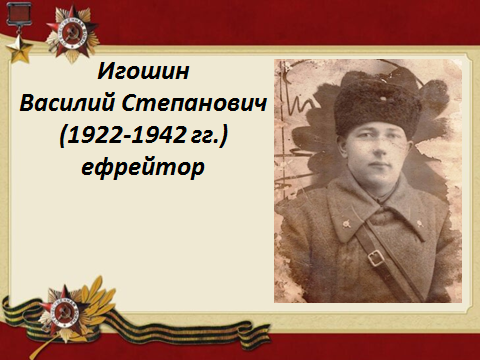 Игошин
Василий Степанович
(1922-1942 гг.)
ефрейтор